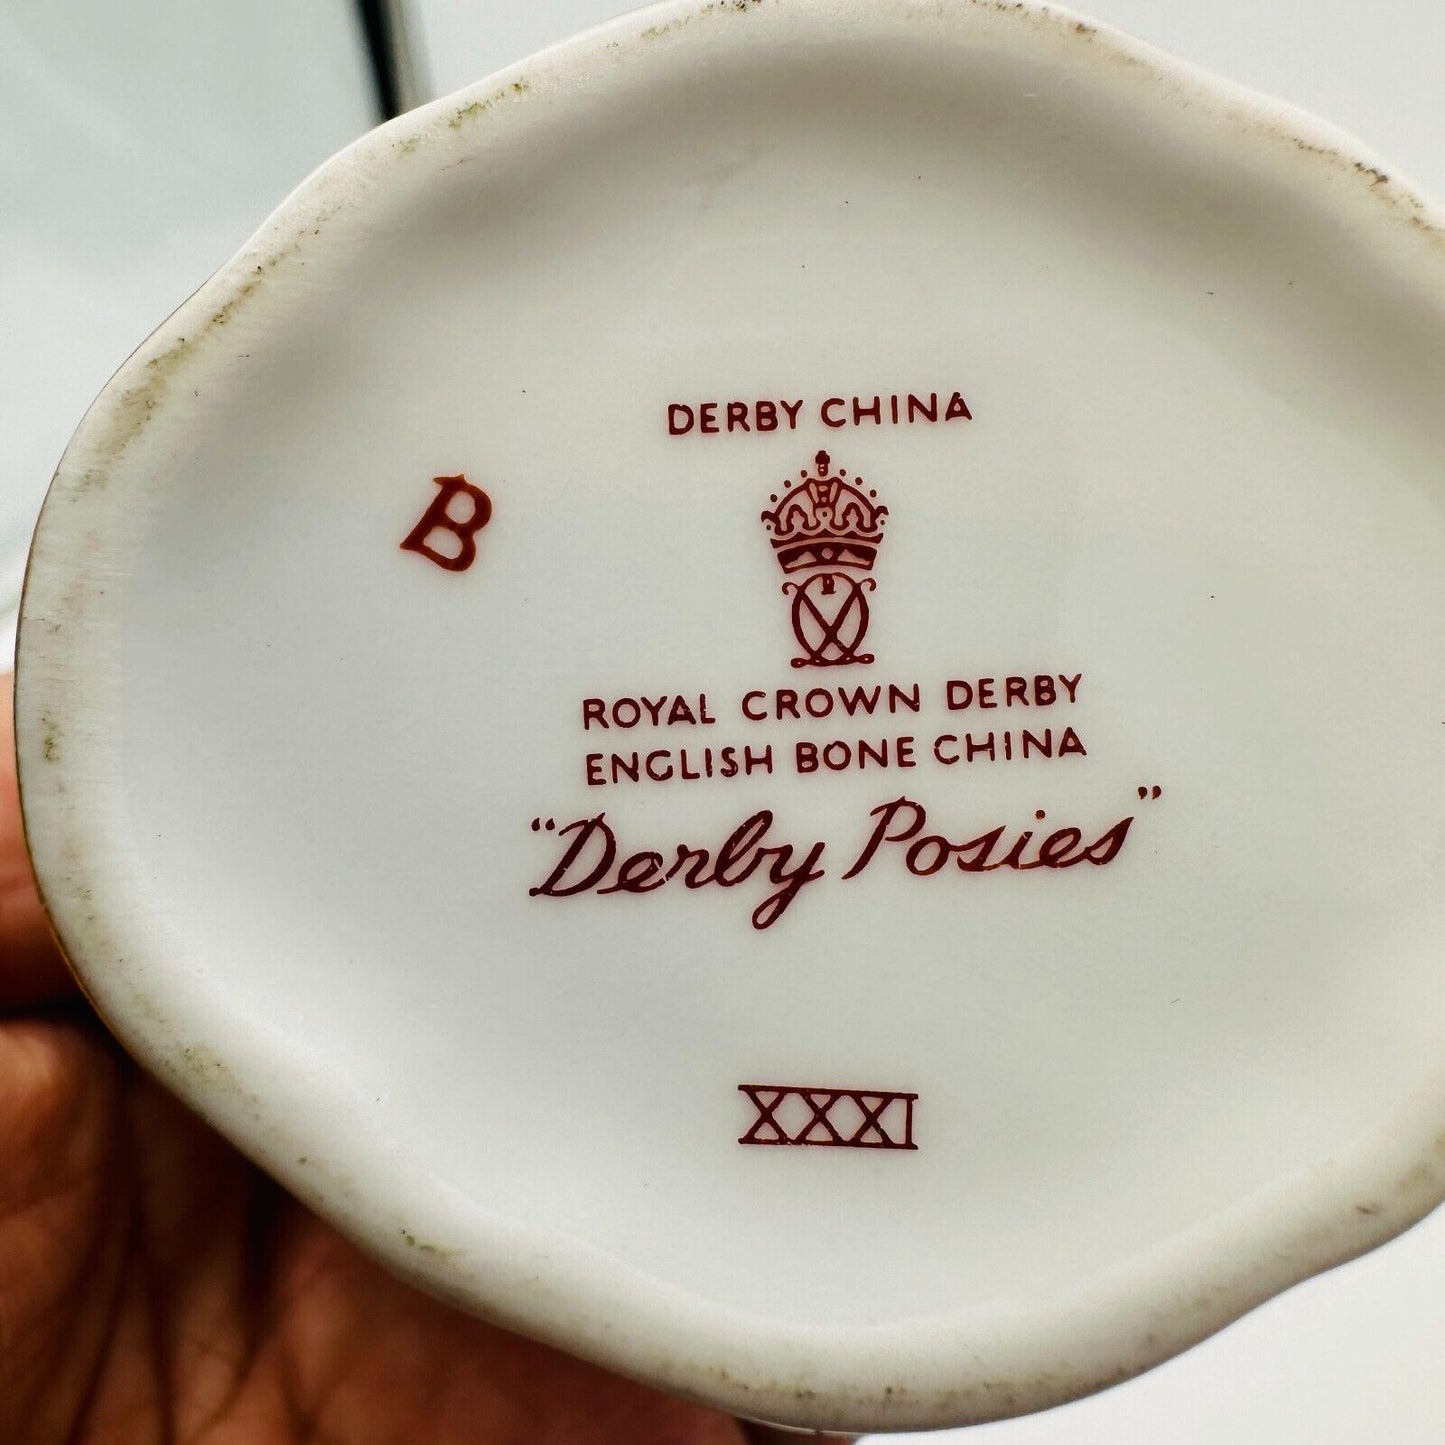 DERBY CHINA
B
ROYAL CROWN DERBY
ENGLISH BONE CHINA
"Derby Posies"
XXXI